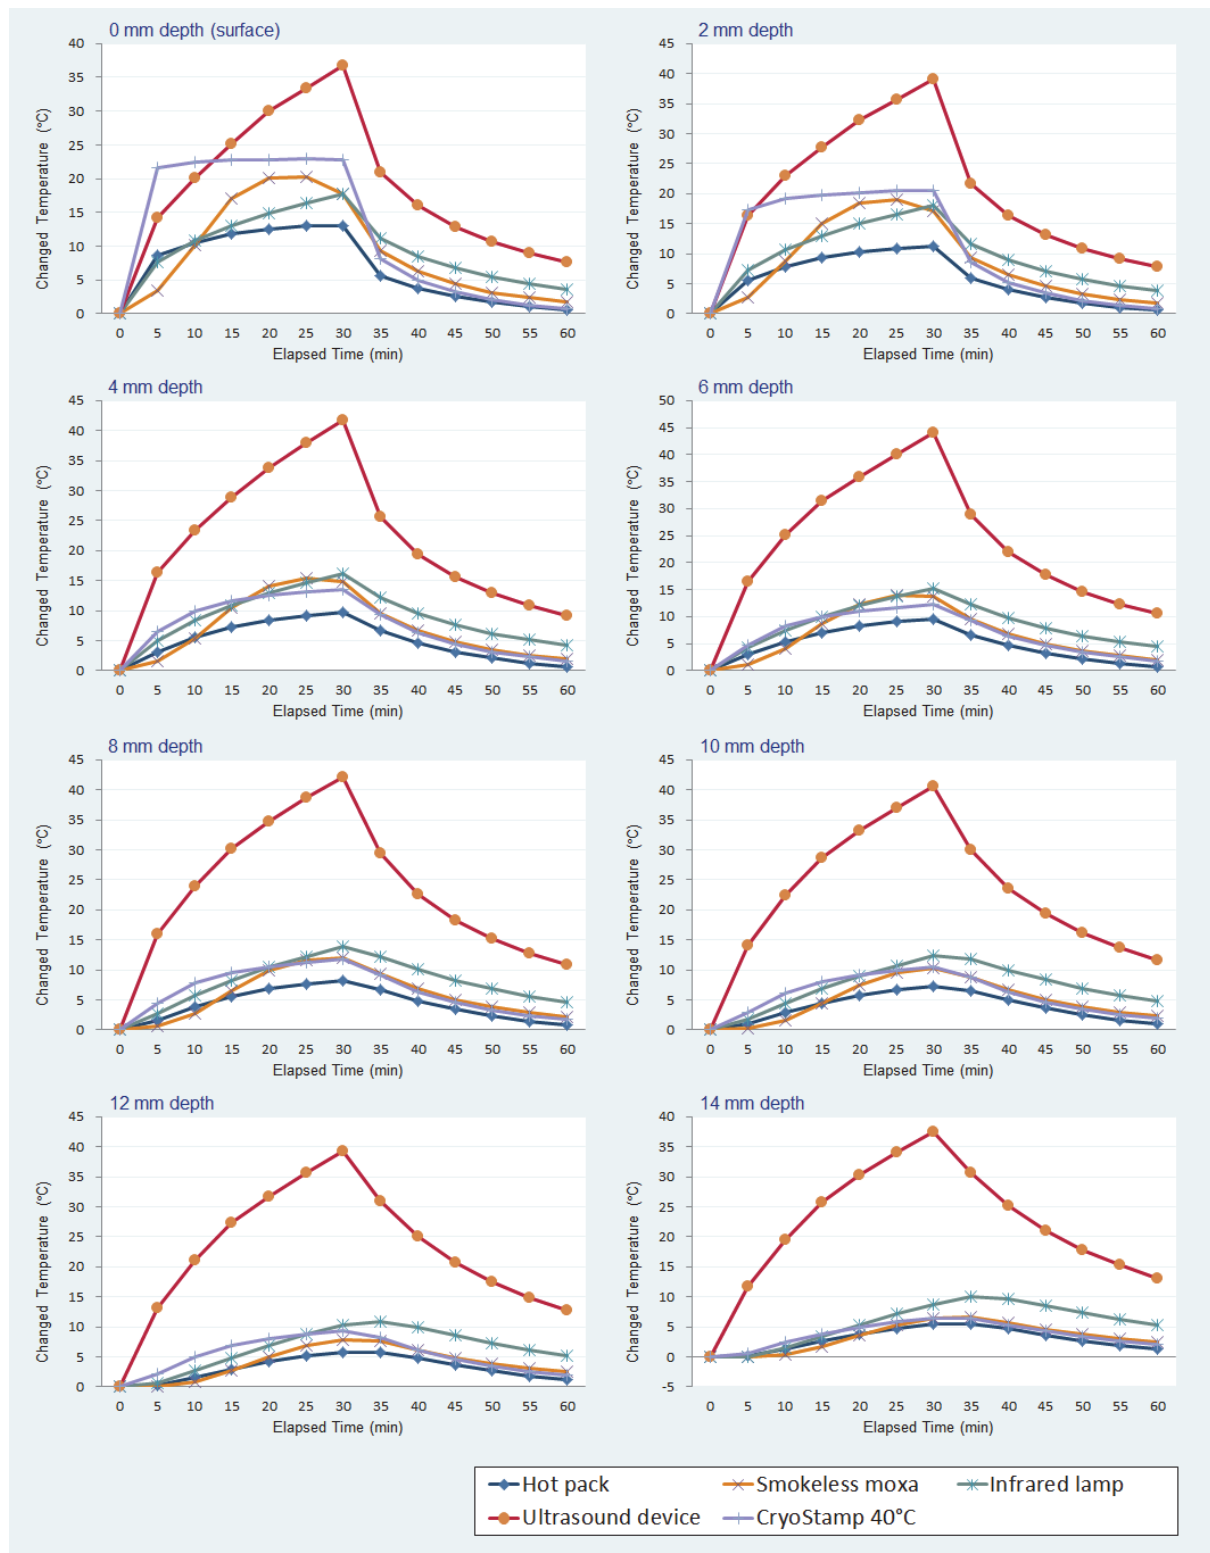 0 mm depth (surface)
40
35
30
25
20
15
10
5
0
Changed Temperature (°C)
0 5 10 15 20 25 30 35 40 45 50 55 60
Elapsed Time (min)
2 mm depth
45
40
35
30
25
20
15
10
5
0
Changed Temperature (°C)
0 5 10 15 20 25 30 35 40 45 50 55 60
Elapsed Time (min)
4 mm depth
45
40
35
30
25
20
15
10
5
0
Changed Temperature (°C)
0 5 10 15 20 25 30 35 40 45 50 55 60
Elapsed Time (min)
6 mm depth
50
45
40
35
30
25
20
15
10
5
0
Changed Temperature (°C)
0 5 10 15 20 25 30 35 40 45 50 55 60
Elapsed Time (min)
8 mm depth
45
40
35
30
25
20
15
10
5
0
Changed Temperature (°C)
0 5 10 15 20 25 30 35 40 45 50 55 60
Elapsed Time (min)
10 mm depth
45
40
35
30
25
20
15
10
5
0
Changed Temperature (°C)
0 5 10 15 20 25 30 35 40 45 50 55 60
Elapsed Time (min)
12 mm depth
45
40
35
30
25
20
15
10
5
0
Changed Temperature (°C)
0 5 10 15 20 25 30 35 40 45 50 55 60
Elapsed Time (min)
14 mm depth
40
35
30
25
20
15
10
5
0
-5
Changed Temperature (°C)
0 5 10 15 20 25 30 35 40 45 50 55 60
Elapsed Time (min)
Hot pack Smokeless moxa Infrared lamp
Ultrasound device CryoStamp 40°C